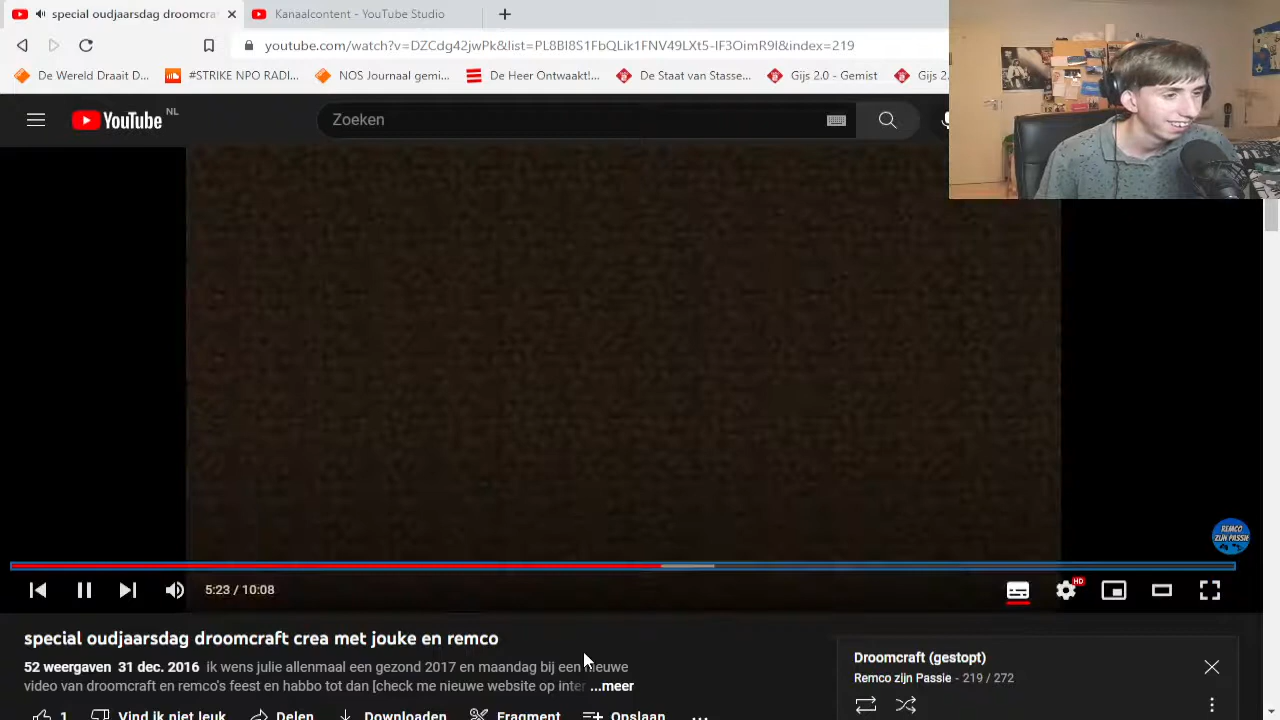 special oudjaarsdag droomcra
Kanaalcontent - YouTube Studio
youtube.com/watch?v=DZCdg42jwPk&list=PL8BI8S1FbQLik1FNV49LXt5-IF3OimR9I&index=219
De Wereld Draait D...
#STRIKE NPO RADI...
NOS Journaal gemi...
De Heer Ontwaakt!...
De Staat van Stasse...
Gijs 2.0 - Gemist
Gijs 2
YouTube NL
Zoeken
REMCO
ZIJN PASSIE
5:23 / 10:08
HD
special oudjaarsdag droomcraft crea met jouke en remco
52 weergaven 31 dec. 2016 ik wens julie allenmaal een gezond 2017 en maandag bij een nieuwe
video van droomcraft en remco's feest en habbo tot dan [check me nieuwe website op inter ...meer
1 Vind ik niet leuk Delen Downloaden Fragment Opslaan ...
Droomcraft (gestopt)
Remco zijn Passie - 219 / 272